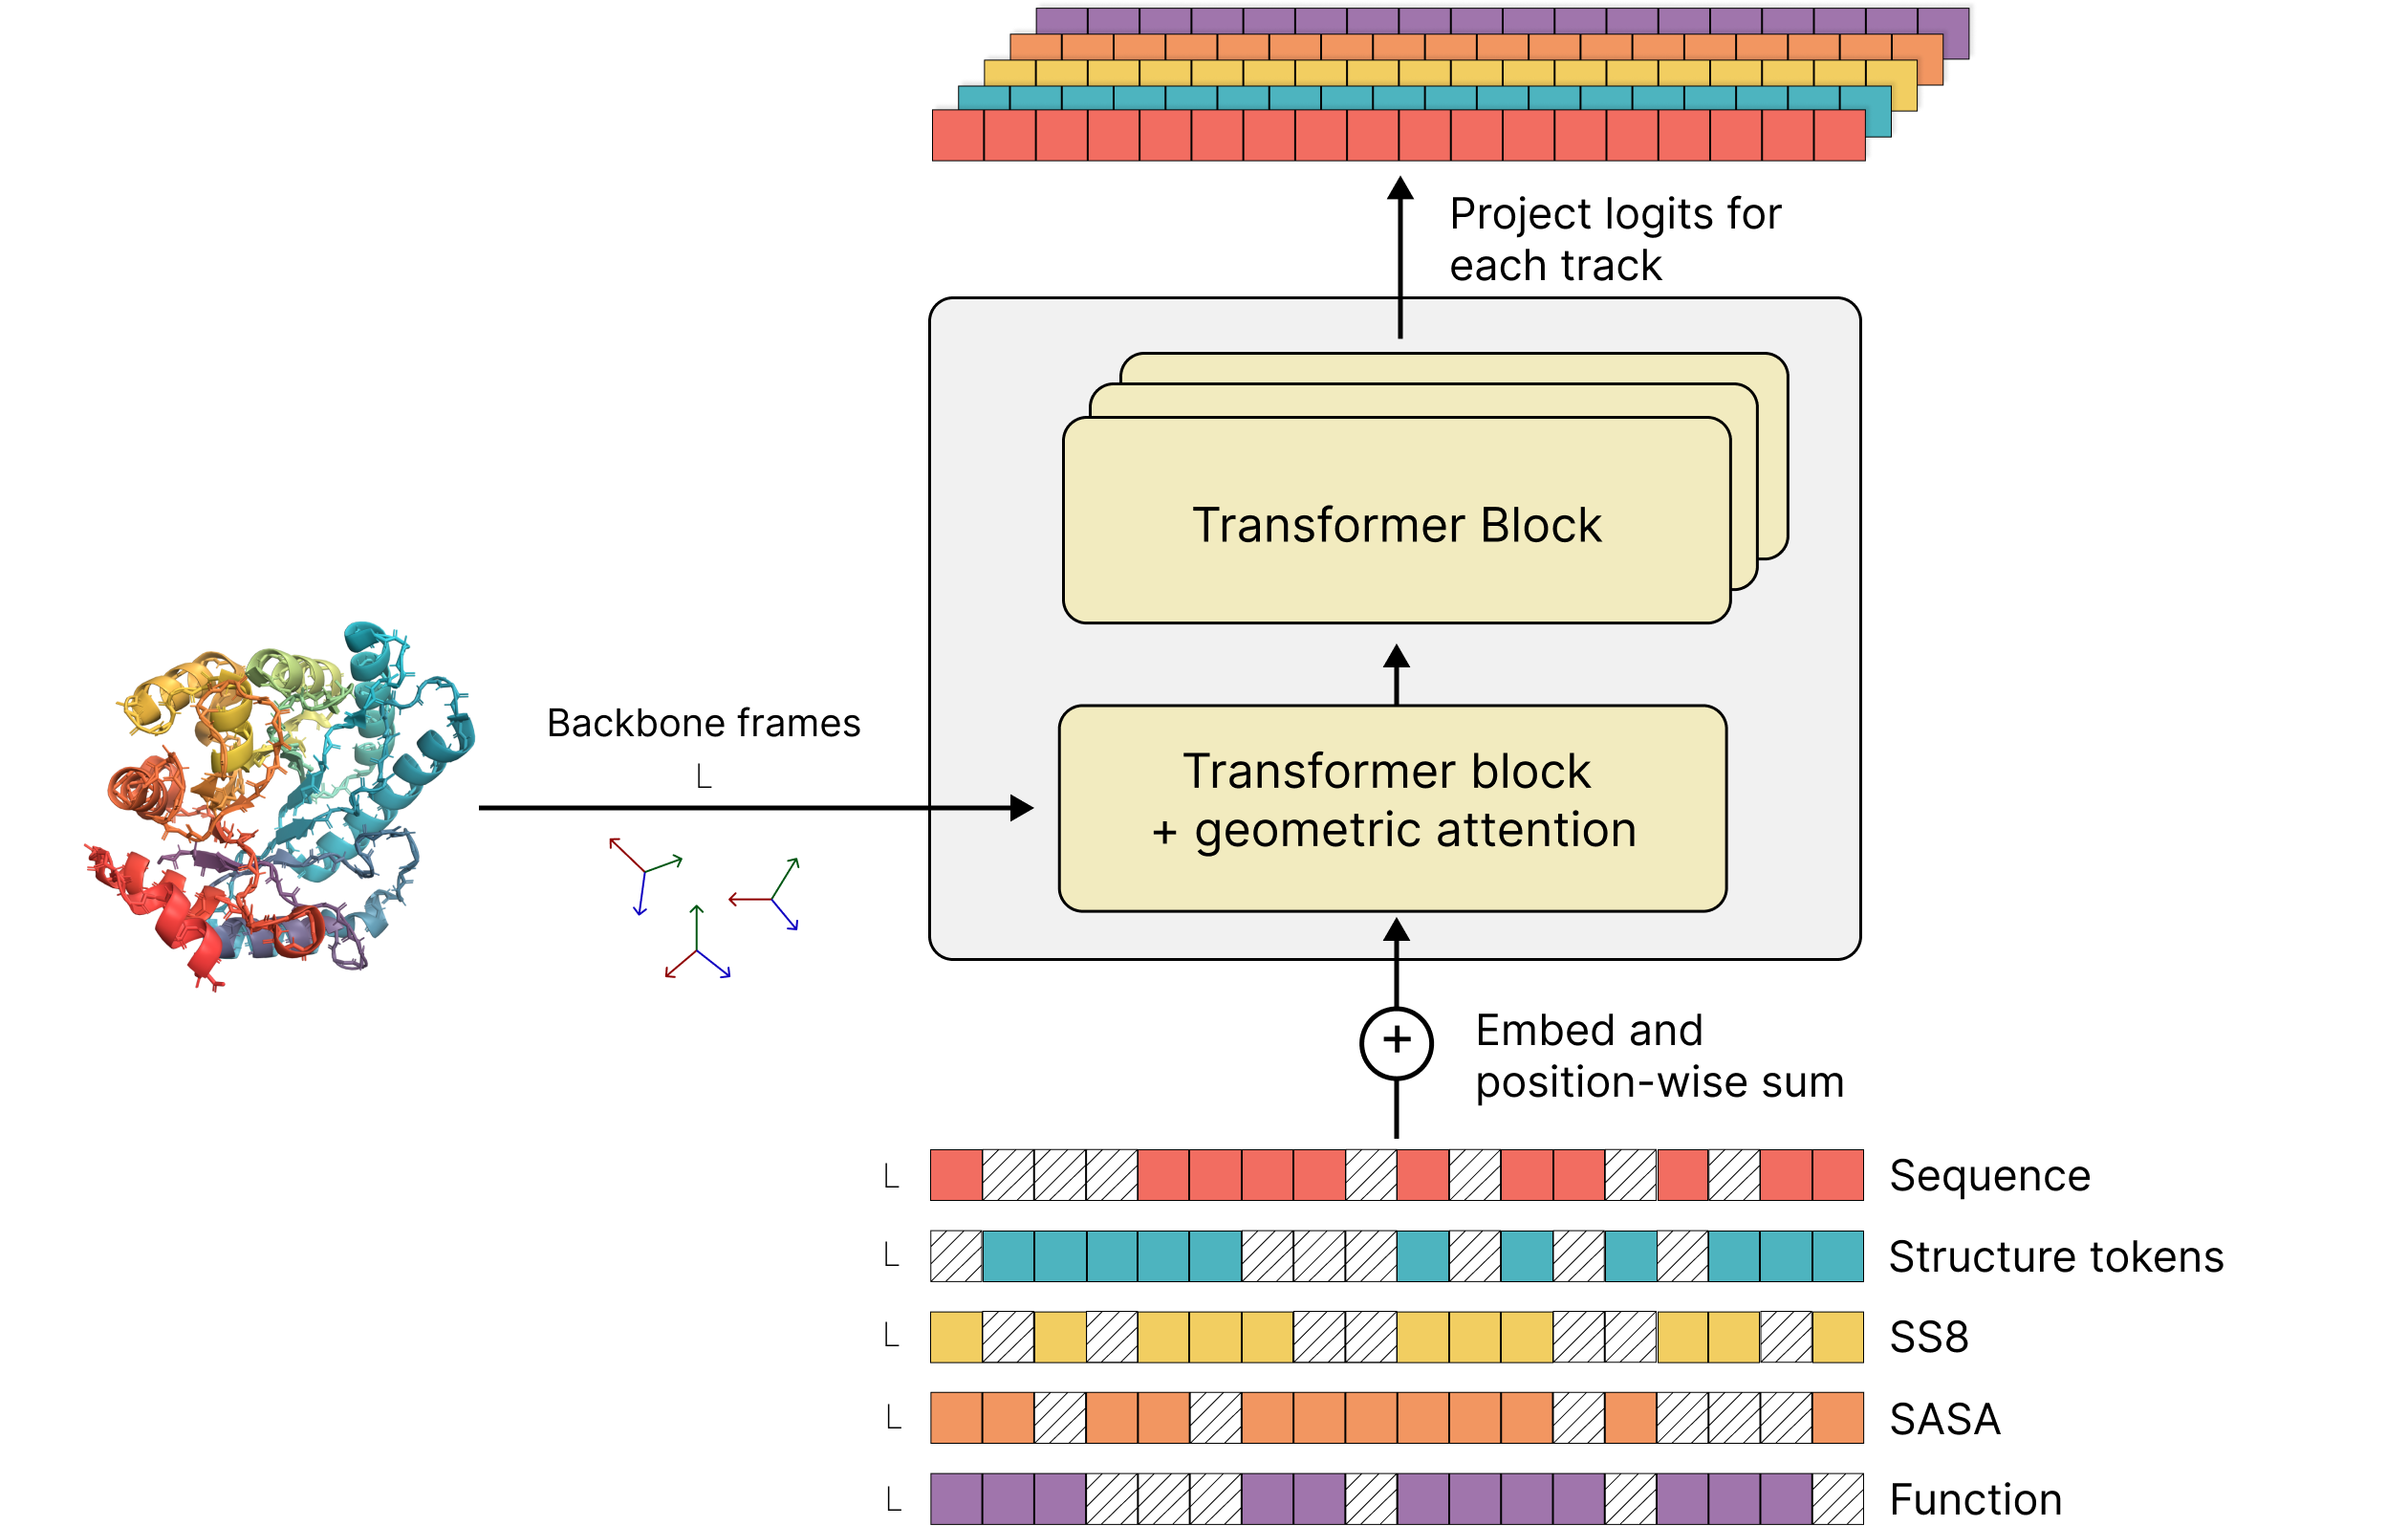 Project logits for
each track
Transformer Block
Transformer block
+ geometric attention
Backbone frames
L
+
Embed and
position-wise sum
L Sequence
L Structure tokens
L SS8
L SASA
L Function